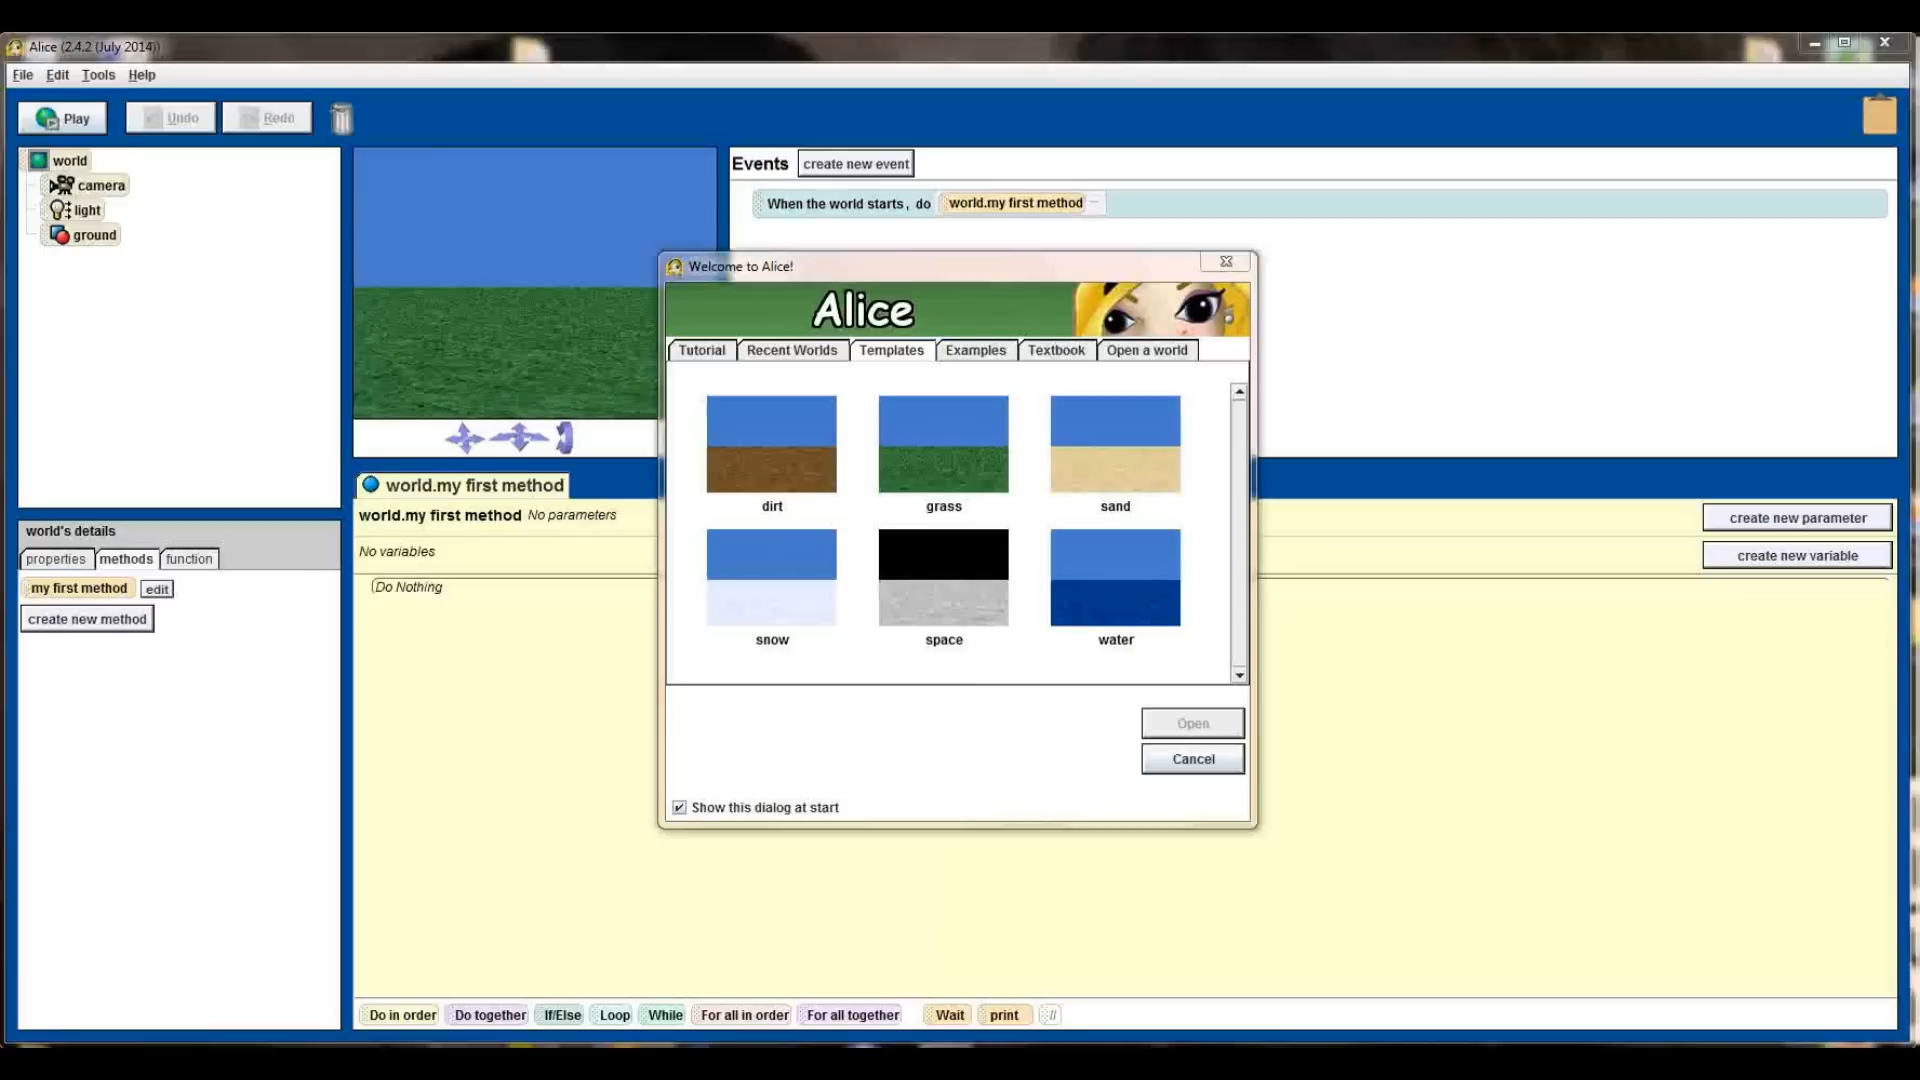 Alice (2.4.2 (July 2014))
File Edit Tools Help
Play Undo Redo
world
camera
light
ground
Events create new event
When the world starts, do world.my first method
Welcome to Alice!
Alice
Tutorial Recent Worlds Templates Examples Textbook Open a world
dirt grass sand
snow space water
Open
Cancel
Show this dialog at start
world's details
properties methods function
my first method edit
create new method
world.my first method
world.my first method No parameters create new parameter
No variables create new variable
(Do Nothing
Do in order Do together If/Else Loop While For all in order For all together Wait print //